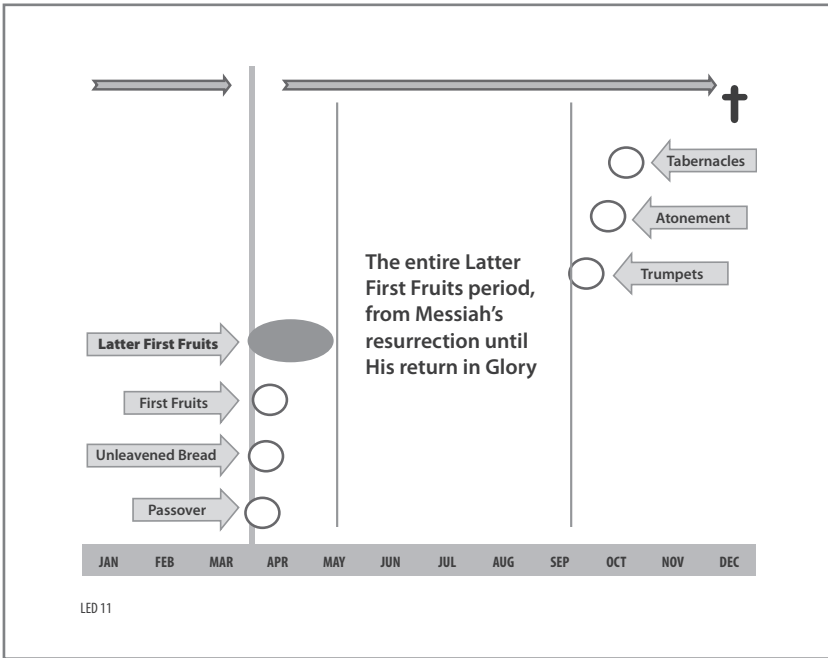 Tabernacles
Atonement
Trumpets
The entire Latter
First Fruits period,
from Messiah’s
resurrection until
His return in Glory
Latter First Fruits
First Fruits
Unleavened Bread
Passover
JAN FEB MAR APR MAY JUN JUL AUG SEP OCT NOV DEC
LED 11